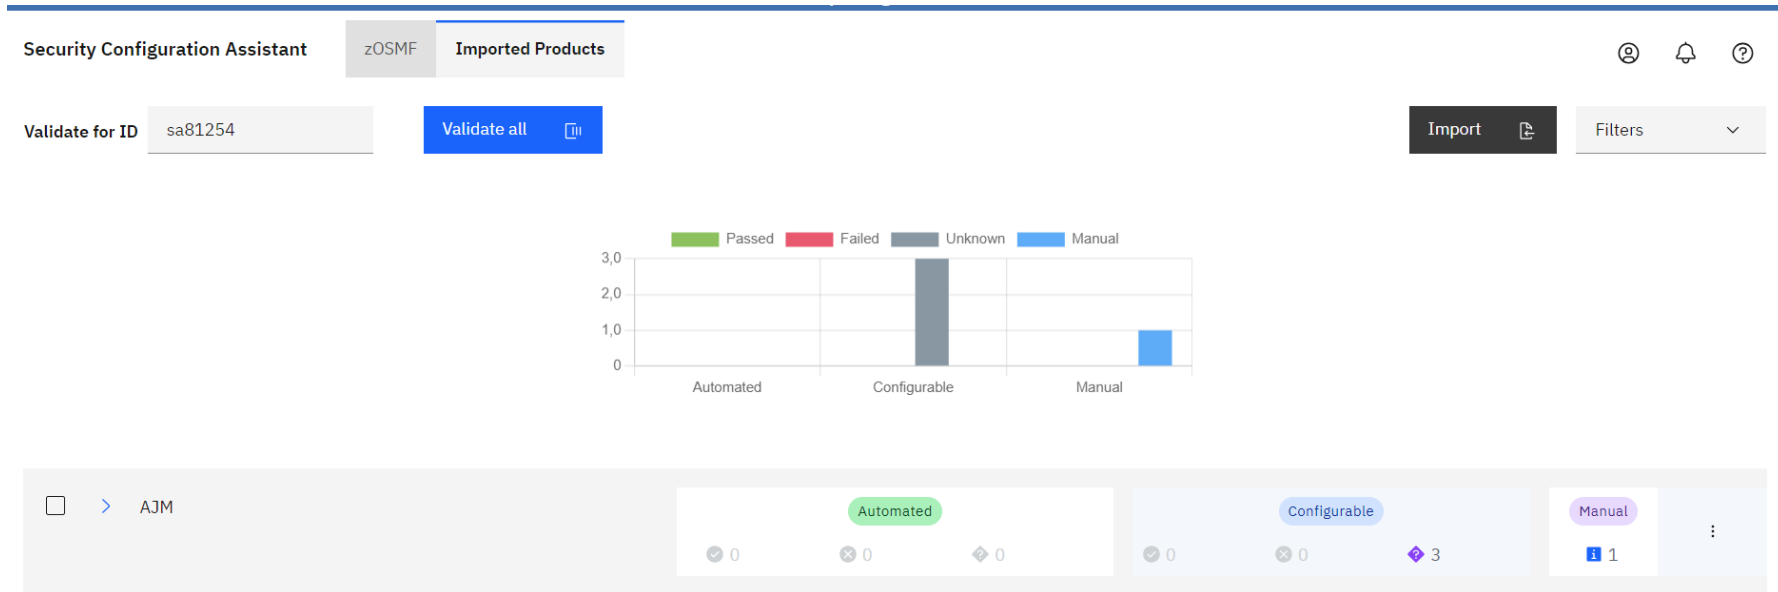 Security Configuration Assistant zOSMF Imported Products
Validate for ID sa81254 Validate all Import Filters
Passed Failed Unknown Manual
3,0
2,0
1,0
0
Automated Configurable Manual
AJM
Automated Configurable Manual
0 0 0 0 0 3 1